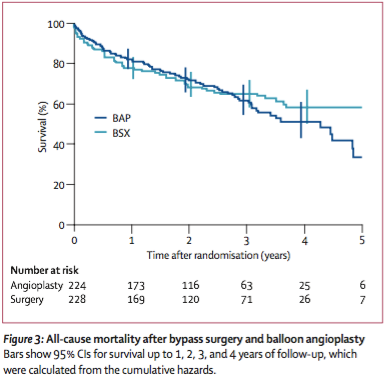 100
80
60
40
20
0
Survival (%)
BAP
BSX
0 1 2 3 4 5
Time after randomisation (years)
Number at risk
Angioplasty 224 173 116 63 25 6
Surgery 228 169 120 71 26 7
Figure 3: All-cause mortality after bypass surgery and balloon angioplasty
Bars show 95% CIs for survival up to 1, 2, 3, and 4 years of follow-up, which
were calculated from the cumulative hazards.